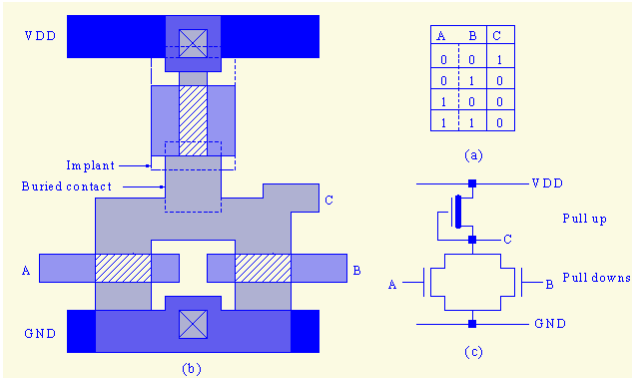 VDD
Implant
Buried contact
C
A
B
GND
(b)
A B C
0 0 1
0 1 0
1 0 0
1 1 0
(a)
VDD
Pull up
C
Pull downs
A
B
GND
(c)